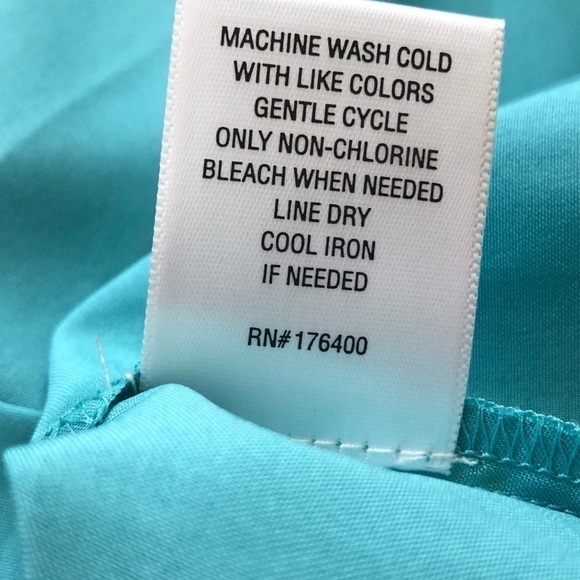 MACHINE WASH COLD
WITH LIKE COLORS
GENTLE CYCLE
ONLY NON-CHLORINE
BLEACH WHEN NEEDED
LINE DRY
COOL IRON
IF NEEDED
RN#176400